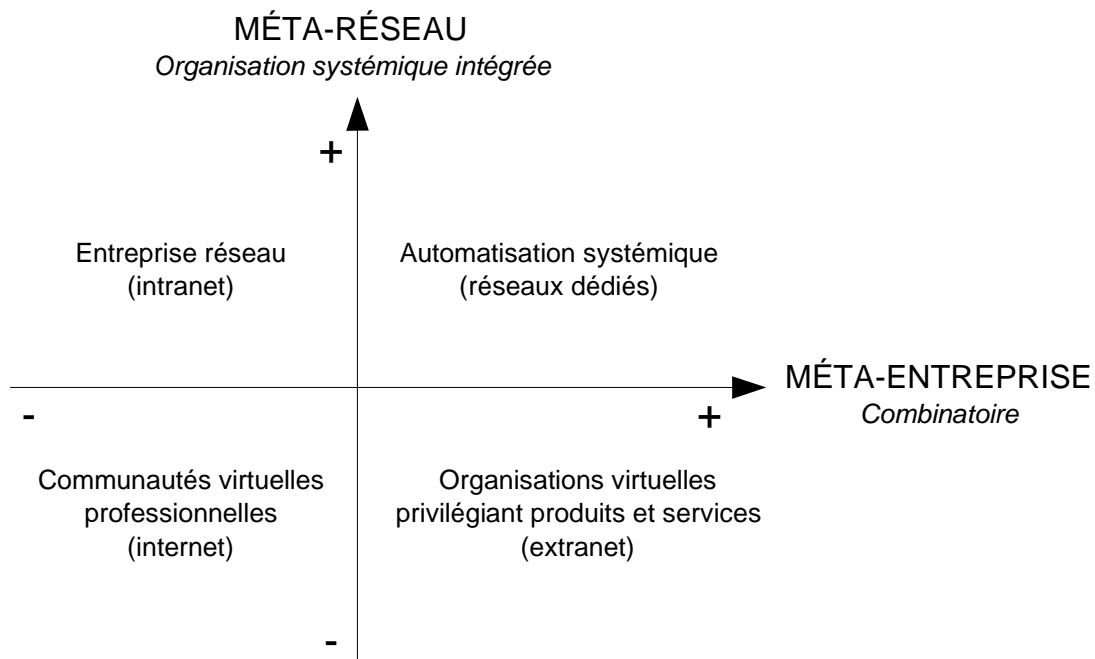 MÉTA-RÉSEAU
Organisation systémique intégrée
+
Entreprise réseau
(intranet)
Automatisation systémique
(réseaux dédiés)
MÉTA-ENTREPRISE
Combinatoire
-
+
Communautés virtuelles
professionnelles
(internet)
Organisations virtuelles
privilégiant produits et services
(extranet)
-